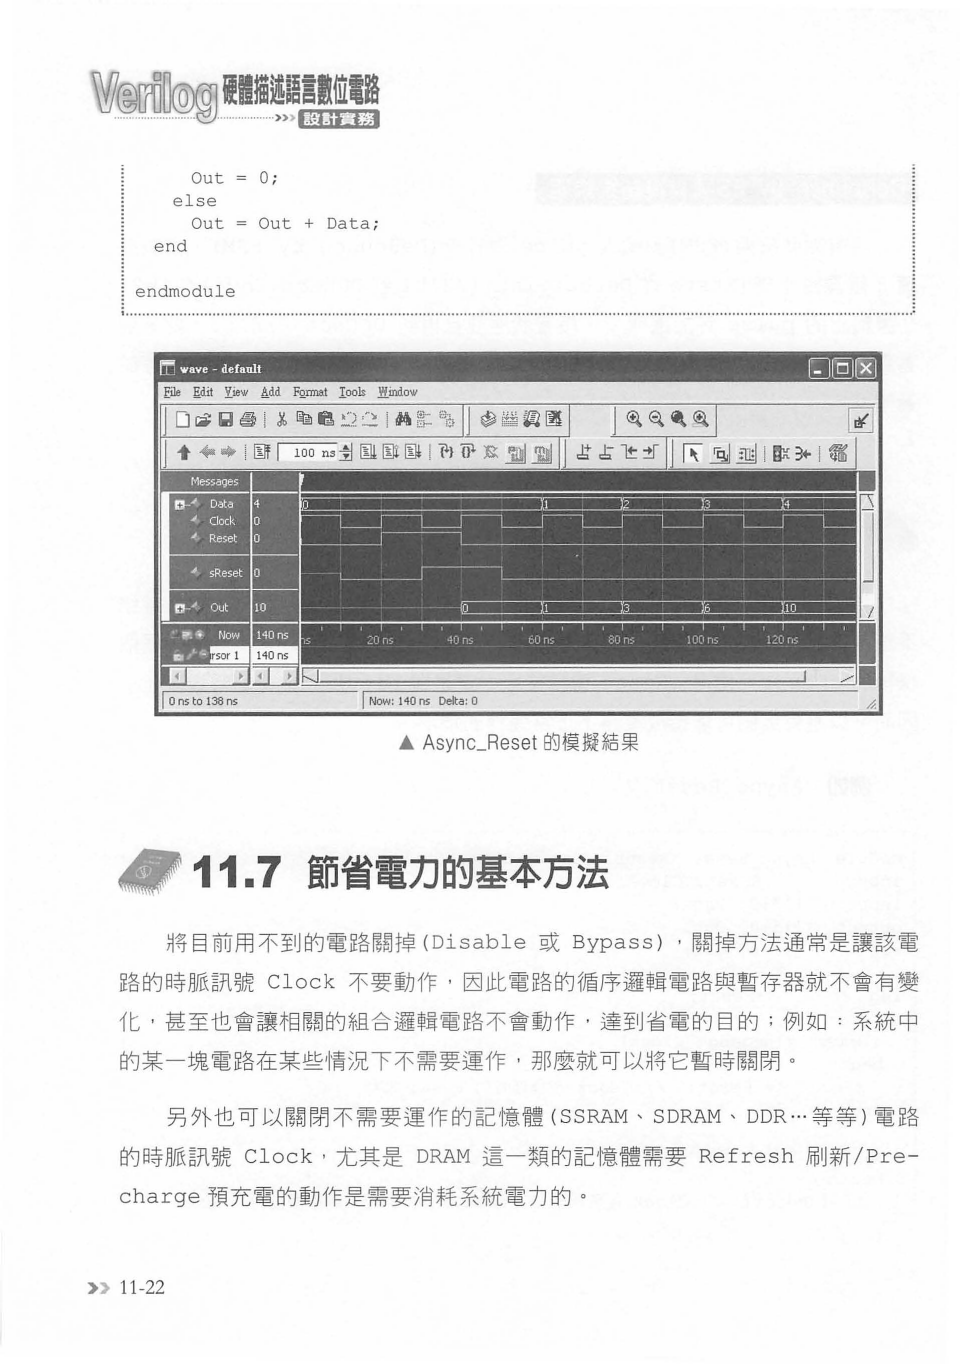 Verilog 硬體描述語言數位電路
設計實務
Out = 0;
else
Out = Out + Data;
end
endmodule
wave - default
File Edit View Add Format Tools Window
100 ns
Messages
Data 4 0 1 2 3 4
Clock 0
Reset 0
sReset 0
Out 10 0 1 3 6 10
Now 140 ns ns 20 ns 40 ns 60 ns 80 ns 100 ns 120 ns
rsor 1 140 ns
0 ns to 138 ns Now: 140 ns Delta: 0
▲ Async_Reset 的模擬結果
11.7 節省電力的基本方法
將目前用不到的電路關掉(Disable 或 Bypass)，關掉方法通常是讓該電
路的時脈訊號 Clock 不要動作，因此電路的循序邏輯電路與暫存器就不會有變
化，甚至也會讓相關的組合邏輯電路不會動作，達到省電的目的；例如：系統中
的某一塊電路在某些情況下不需要運作，那麼就可以將它暫時關閉。
另外也可以關閉不需要運作的記憶體(SSRAM、SDRAM、DDR…等等)電路
的時脈訊號 Clock，尤其是 DRAM 這一類的記憶體需要 Refresh 刷新/Pre-
charge 預充電的動作是需要消耗系統電力的。
11-22